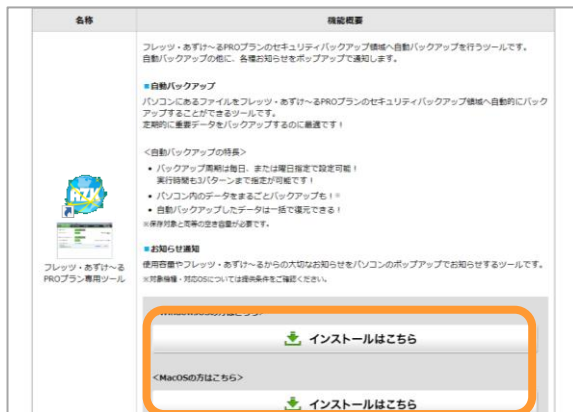 名称
機能概要
フレッツ・あずけ~るPROプランのセキュリティバックアップ領域へ自動バックアップを行うツールです。
自動バックアップの他に、各種お知らせをポップアップで通知します。
■自動バックアップ
パソコンにあるファイルをフレッツ・あずけ~るPROプランのセキュリティバックアップ領域へ自動的にバック
アップすることができるツールです。
定期的に重要データをバックアップするのに最適です！
＜自動バックアップの特長＞
• バックアップ周期は毎日、または曜日指定で設定可能！
実行時間も3パターンまで指定が可能です！
• パソコン内のデータをまるごとバックアップも！※
• 自動バックアップしたデータは一括で復元できる！
※保存対象と同等の空き容量が必要です。
AZK
フレッツ・あずけ~る
PROプラン専用ツール
■お知らせ通知
使用容量やフレッツ・あずけ~るからの大切なお知らせをパソコンのポップアップでお知らせするツールです。
※対象機種・対応OSについては提供条件をご確認ください。
<WindowsOSの方はこちら>
インストールはこちら
<MacOSの方はこちら>
インストールはこちら